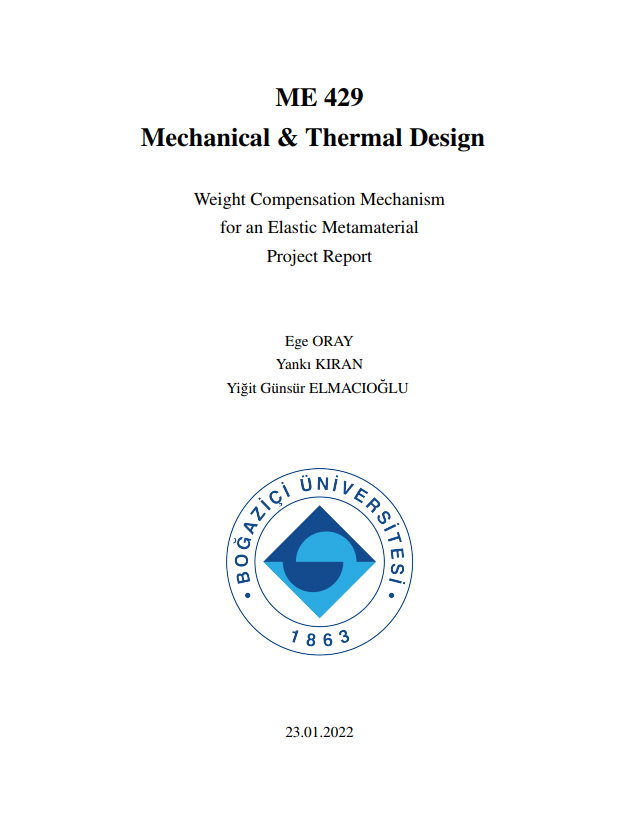 ME 429
Mechanical & Thermal Design
Weight Compensation Mechanism
for an Elastic Metamaterial
Project Report
Ege ORAY
Yankı KIRAN
Yiğit Günsür ELMACIOĞLU
• BOĞAZİÇİ ÜNİVERSİTESİ •
1863
23.01.2022